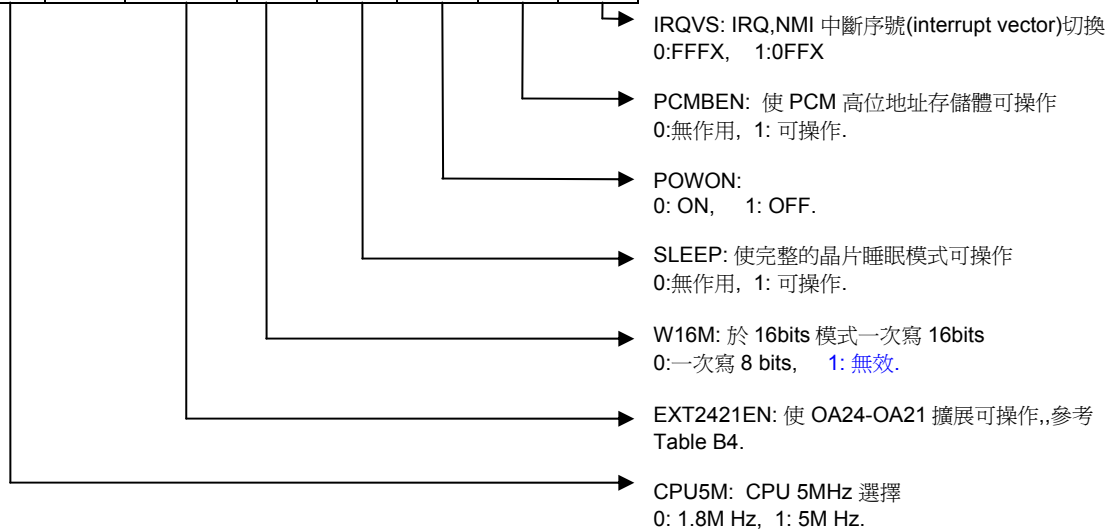 IRQVS: IRQ,NMI 中斷序號(interrupt vector)切換
0:FFFX, 1:0FFX
PCMBEN: 使 PCM 高位地址存儲體可操作
0:無作用, 1: 可操作.
POWON:
0: ON, 1: OFF.
SLEEP: 使完整的晶片睡眠模式可操作
0:無作用, 1: 可操作.
W16M: 於 16bits 模式一次寫 16bits
0:一次寫 8 bits, 1: 無效.
EXT2421EN: 使 OA24-OA21 擴展可操作,,參考
Table B4.
CPU5M: CPU 5MHz 選擇
0: 1.8M Hz, 1: 5M Hz.